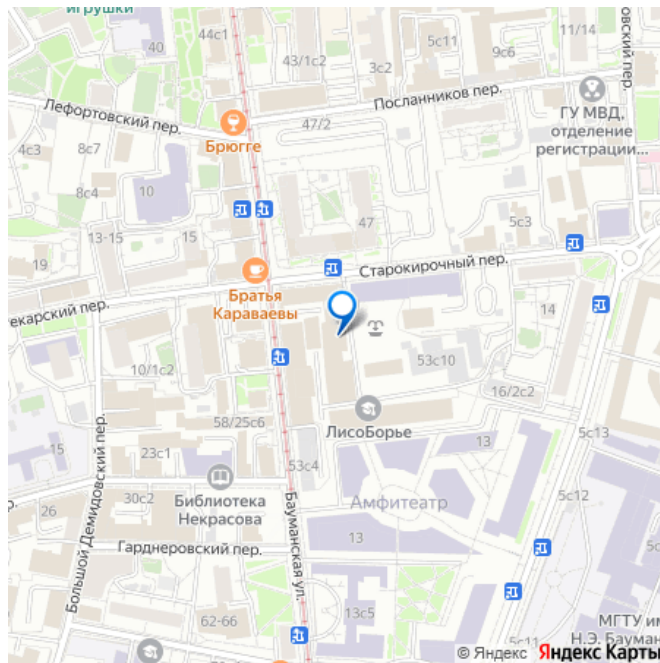 игрушки
44с1
11/14
40
43/1с2
3с2
5с11
9с6
овский пер.
Посланников пер.
Лефортовский пер.
47/2
ГУ МВД,
отделение
регистрации...
Брюгге
4с3
8с7
8с4
10
47
5с3
13-15
15
19
Старокирочный пер.
Братья
Караваевы
екарский пер.
14
10/1с2
53с10
16/2с2
58/25с6
ЛисоБорье
13
5с13
15
23с1
53с4
Большой Демидовский пер.
Библиотека
Некрасова
Амфитеатр
5с12
30с2
26
Бауманская ул.
Гарднеровский пер.
13
5с
62-66
13с5
5с11
МГТУ им
Н.Э. Бауман
© Яндекс Яндекс Карты